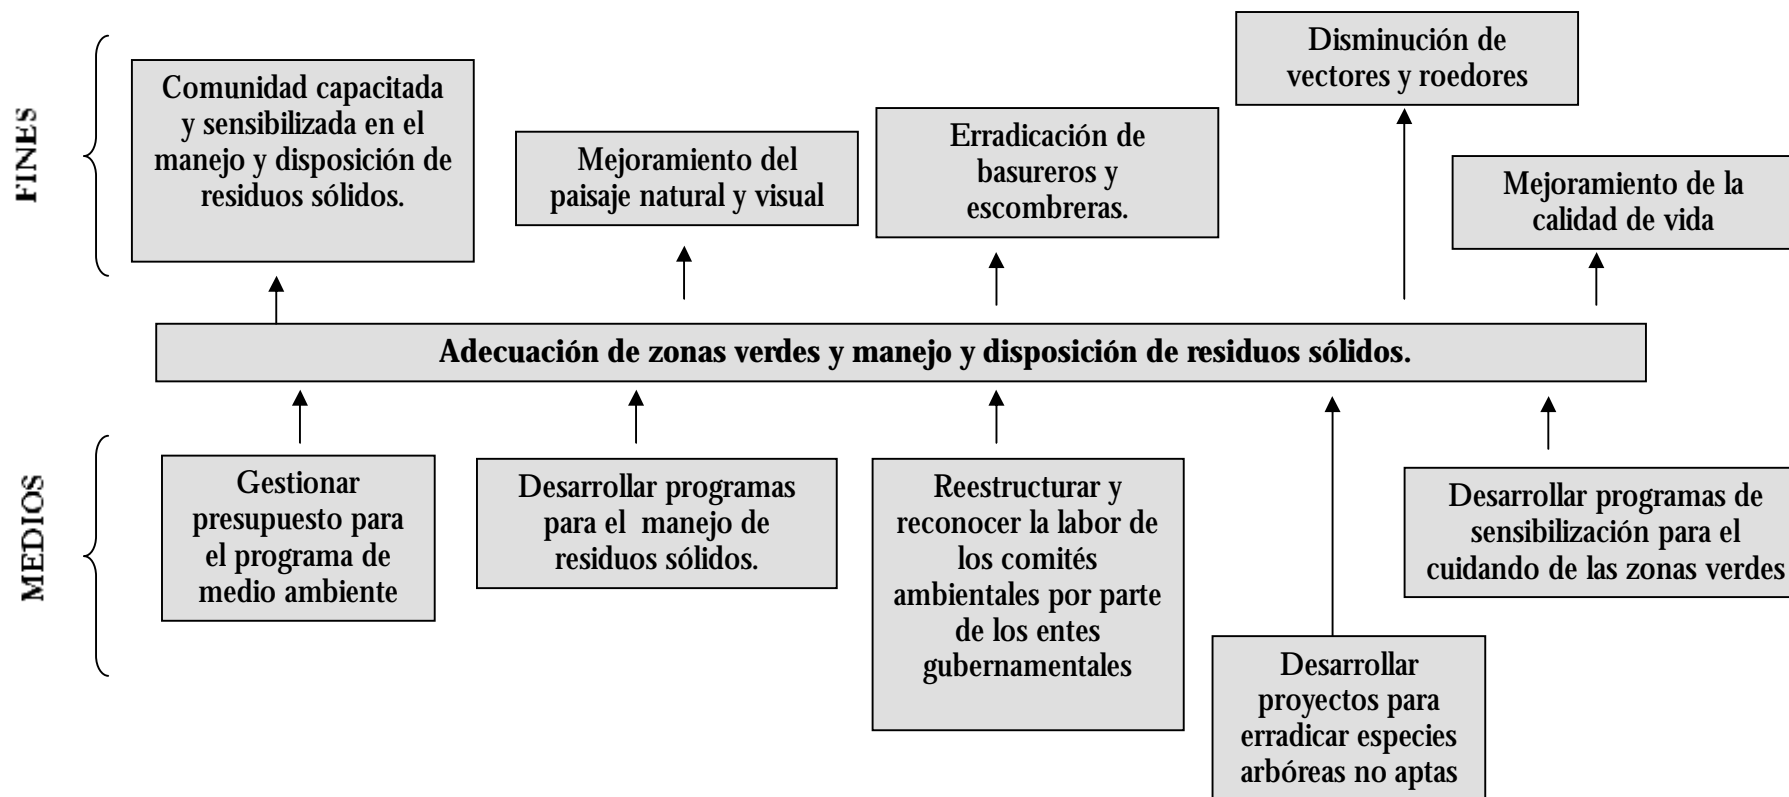 FINES
Comunidad capacitada
y sensibilizada en el
manejo y disposición de
residuos sólidos.
Mejoramiento del
paisaje natural y visual
Erradicación de
basureros y
escombreras.
Disminución de
vectores y roedores
Mejoramiento de la
calidad de vida
Adecuación de zonas verdes y manejo y disposición de residuos sólidos.
MEDIOS
Gestionar
presupuesto para
el programa de
medio ambiente
Desarrollar programas
para el manejo de
residuos sólidos.
Reestructurar y
reconocer la labor de
los comités
ambientales por parte
de los entes
gubernamentales
Desarrollar
proyectos para
erradicar especies
arbóreas no aptas
Desarrollar programas de
sensibilización para el
cuidando de las zonas verdes